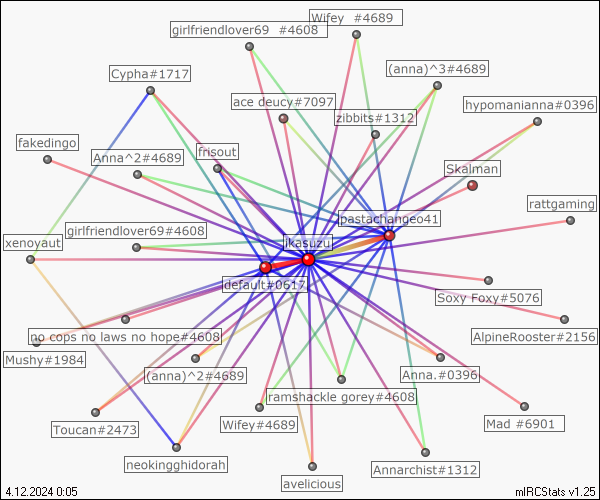 Wifey  #4689
girlfriendlover69  #4608
(anna)^3#4689
Cypha#1717
ace deucy#7097
hypomanianna#0396
zibbits#1312
fakedingo
Anna^2#4689
frisout
Skalman
rattgaming
pastachangeo41
girlfriendlover69#4608
xenoyaut
ikasuzu
default#0617
Soxy Foxy#5076
no cops no laws no hope#4608
AlpineRooster#2156
Mushy#1984
(anna)^2#4689
Anna.#0396
ramshackle gorey#4608
Toucan#2473
Wifey#4689
Mad  #6901
neokingghidorah
Annarchist#1312
avelicious
4.12.2024 0:05
mIRCStats v1.25